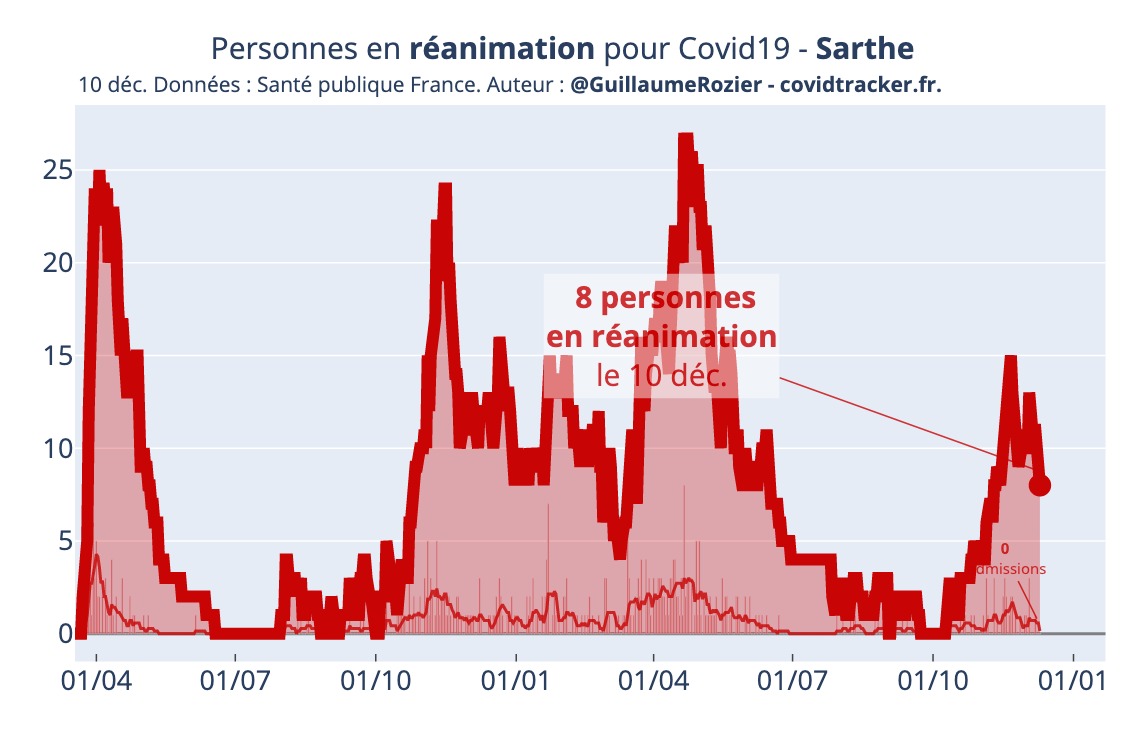 Personnes en réanimation pour Covid19 - Sarthe
10 déc. Données : Santé publique France. Auteur : @GuillaumeRozier - covidtracker.fr.
25
20
15
10
5
0
8 personnes
en réanimation
le 10 déc.
0
admissions
01/04
01/07
01/10
01/01
01/04
01/07
01/10
01/01